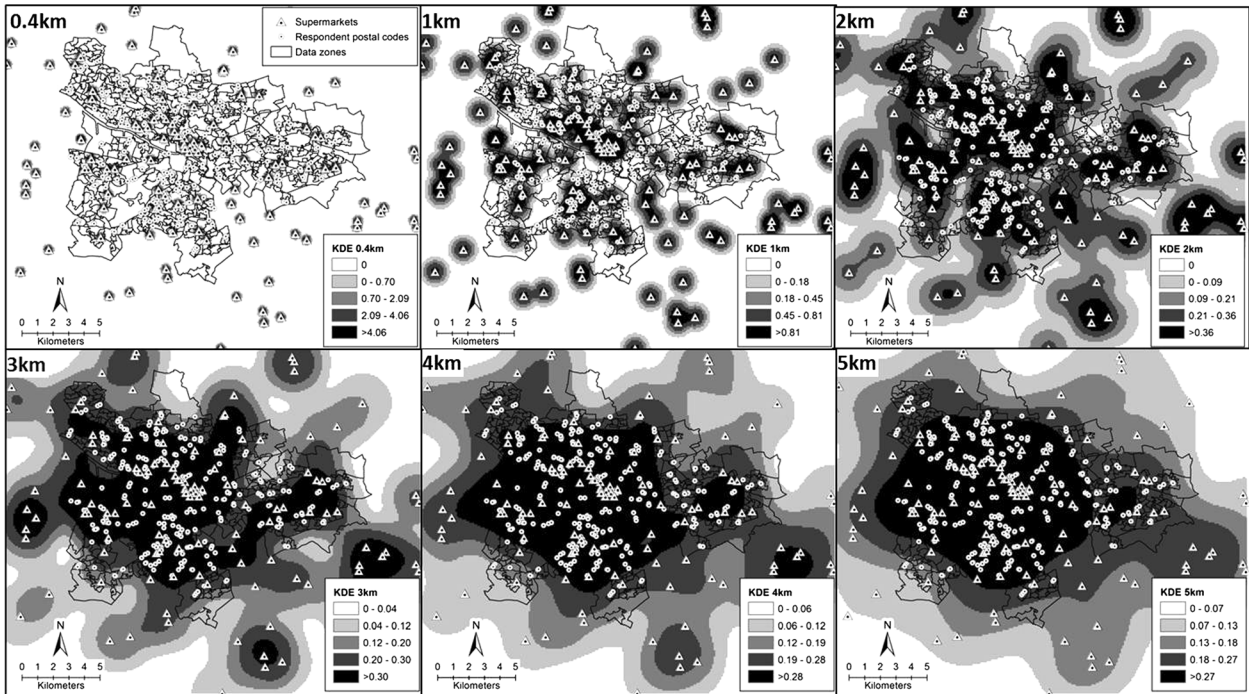 0.4km
Supermarkets
Respondent postal codes
Data zones
KDE 0.4km
0
0 - 0.70
0.70 - 2.09
2.09 - 4.06
>4.06
N
0 1 2 3 4 5
Kilometers
1km
KDE 1km
0
0 - 0.18
0.18 - 0.45
0.45 - 0.81
>0.81
N
0 1 2 3 4 5
Kilometers
2km
KDE 2km
0
0 - 0.09
0.09 - 0.21
0.21 - 0.36
>0.36
N
0 1 2 3 4 5
Kilometers
3km
KDE 3km
0 - 0.04
0.04 - 0.12
0.12 - 0.20
0.20 - 0.30
>0.30
N
0 1 2 3 4 5
Kilometers
4km
KDE 4km
0 - 0.06
0.06 - 0.12
0.12 - 0.19
0.19 - 0.28
>0.28
N
0 1 2 3 4 5
Kilometers
5km
KDE 5km
0 - 0.07
0.07 - 0.13
0.13 - 0.18
0.18 - 0.27
>0.27
N
0 1 2 3 4 5
Kilometers